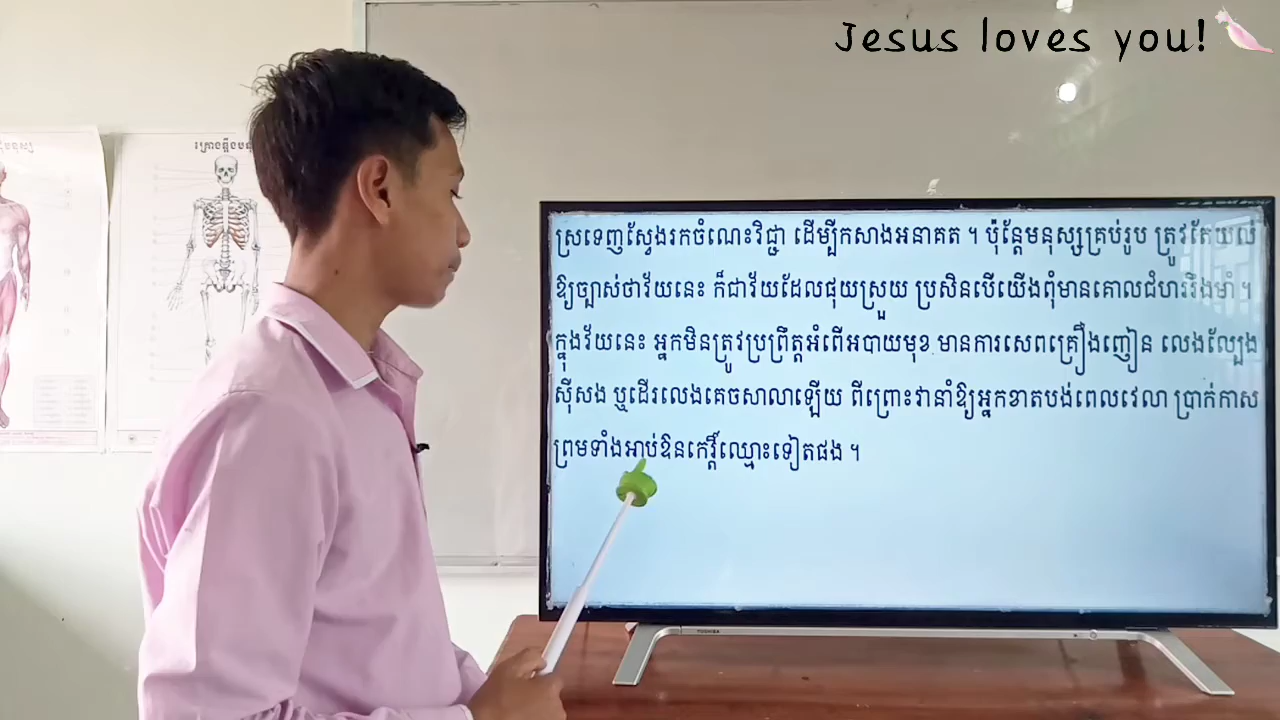 Jesus loves you!
គ្រោងឆ្អឹង
ស្រទេញស្វែងរកចំណេះវិជ្ជា ដើម្បីកសាងអនាគត ។ ប៉ុន្តែមនុស្សគ្រប់រូប ត្រូវតែយល់
ឱ្យច្បាស់ថាវ័យនេះ ក៏ជាវ័យដែលផុយស្រួយ ប្រសិនបើយើងពុំមានគោលជំហររឹងមាំ ។
ក្នុងវ័យនេះ អ្នកមិនត្រូវប្រព្រឹត្តអំពើអបាយមុខ មានការសេពគ្រឿងញៀន លេងល្បែង
ស៊ីសង ឬដើរលេងគេចសាលាឡើយ ពីព្រោះវានាំឱ្យអ្នកខាតបង់ពេលវេលា ប្រាក់កាស
ព្រមទាំងអាប់ឱនកេរ្តិ៍ឈ្មោះទៀតផង ។
TOSHIBA